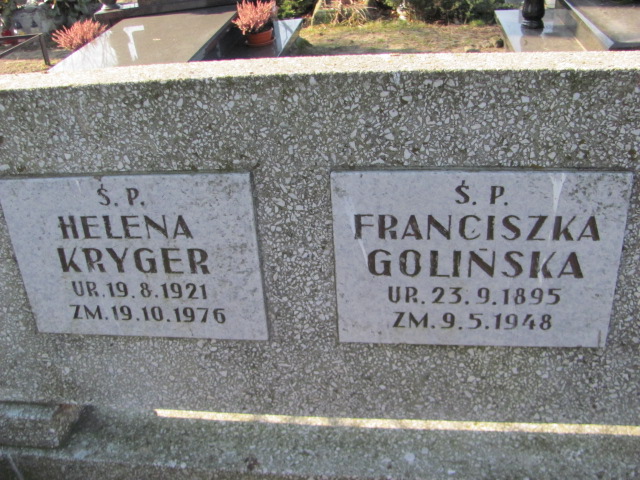 Ś. P.
HELENA
KRYGER
UR. 19. 8. 1921
ZM. 19. 10. 1976
Ś. P.
FRANCISZKA
GOLIŃSKA
UR. 23. 9. 1895
ZM. 9. 5. 1948